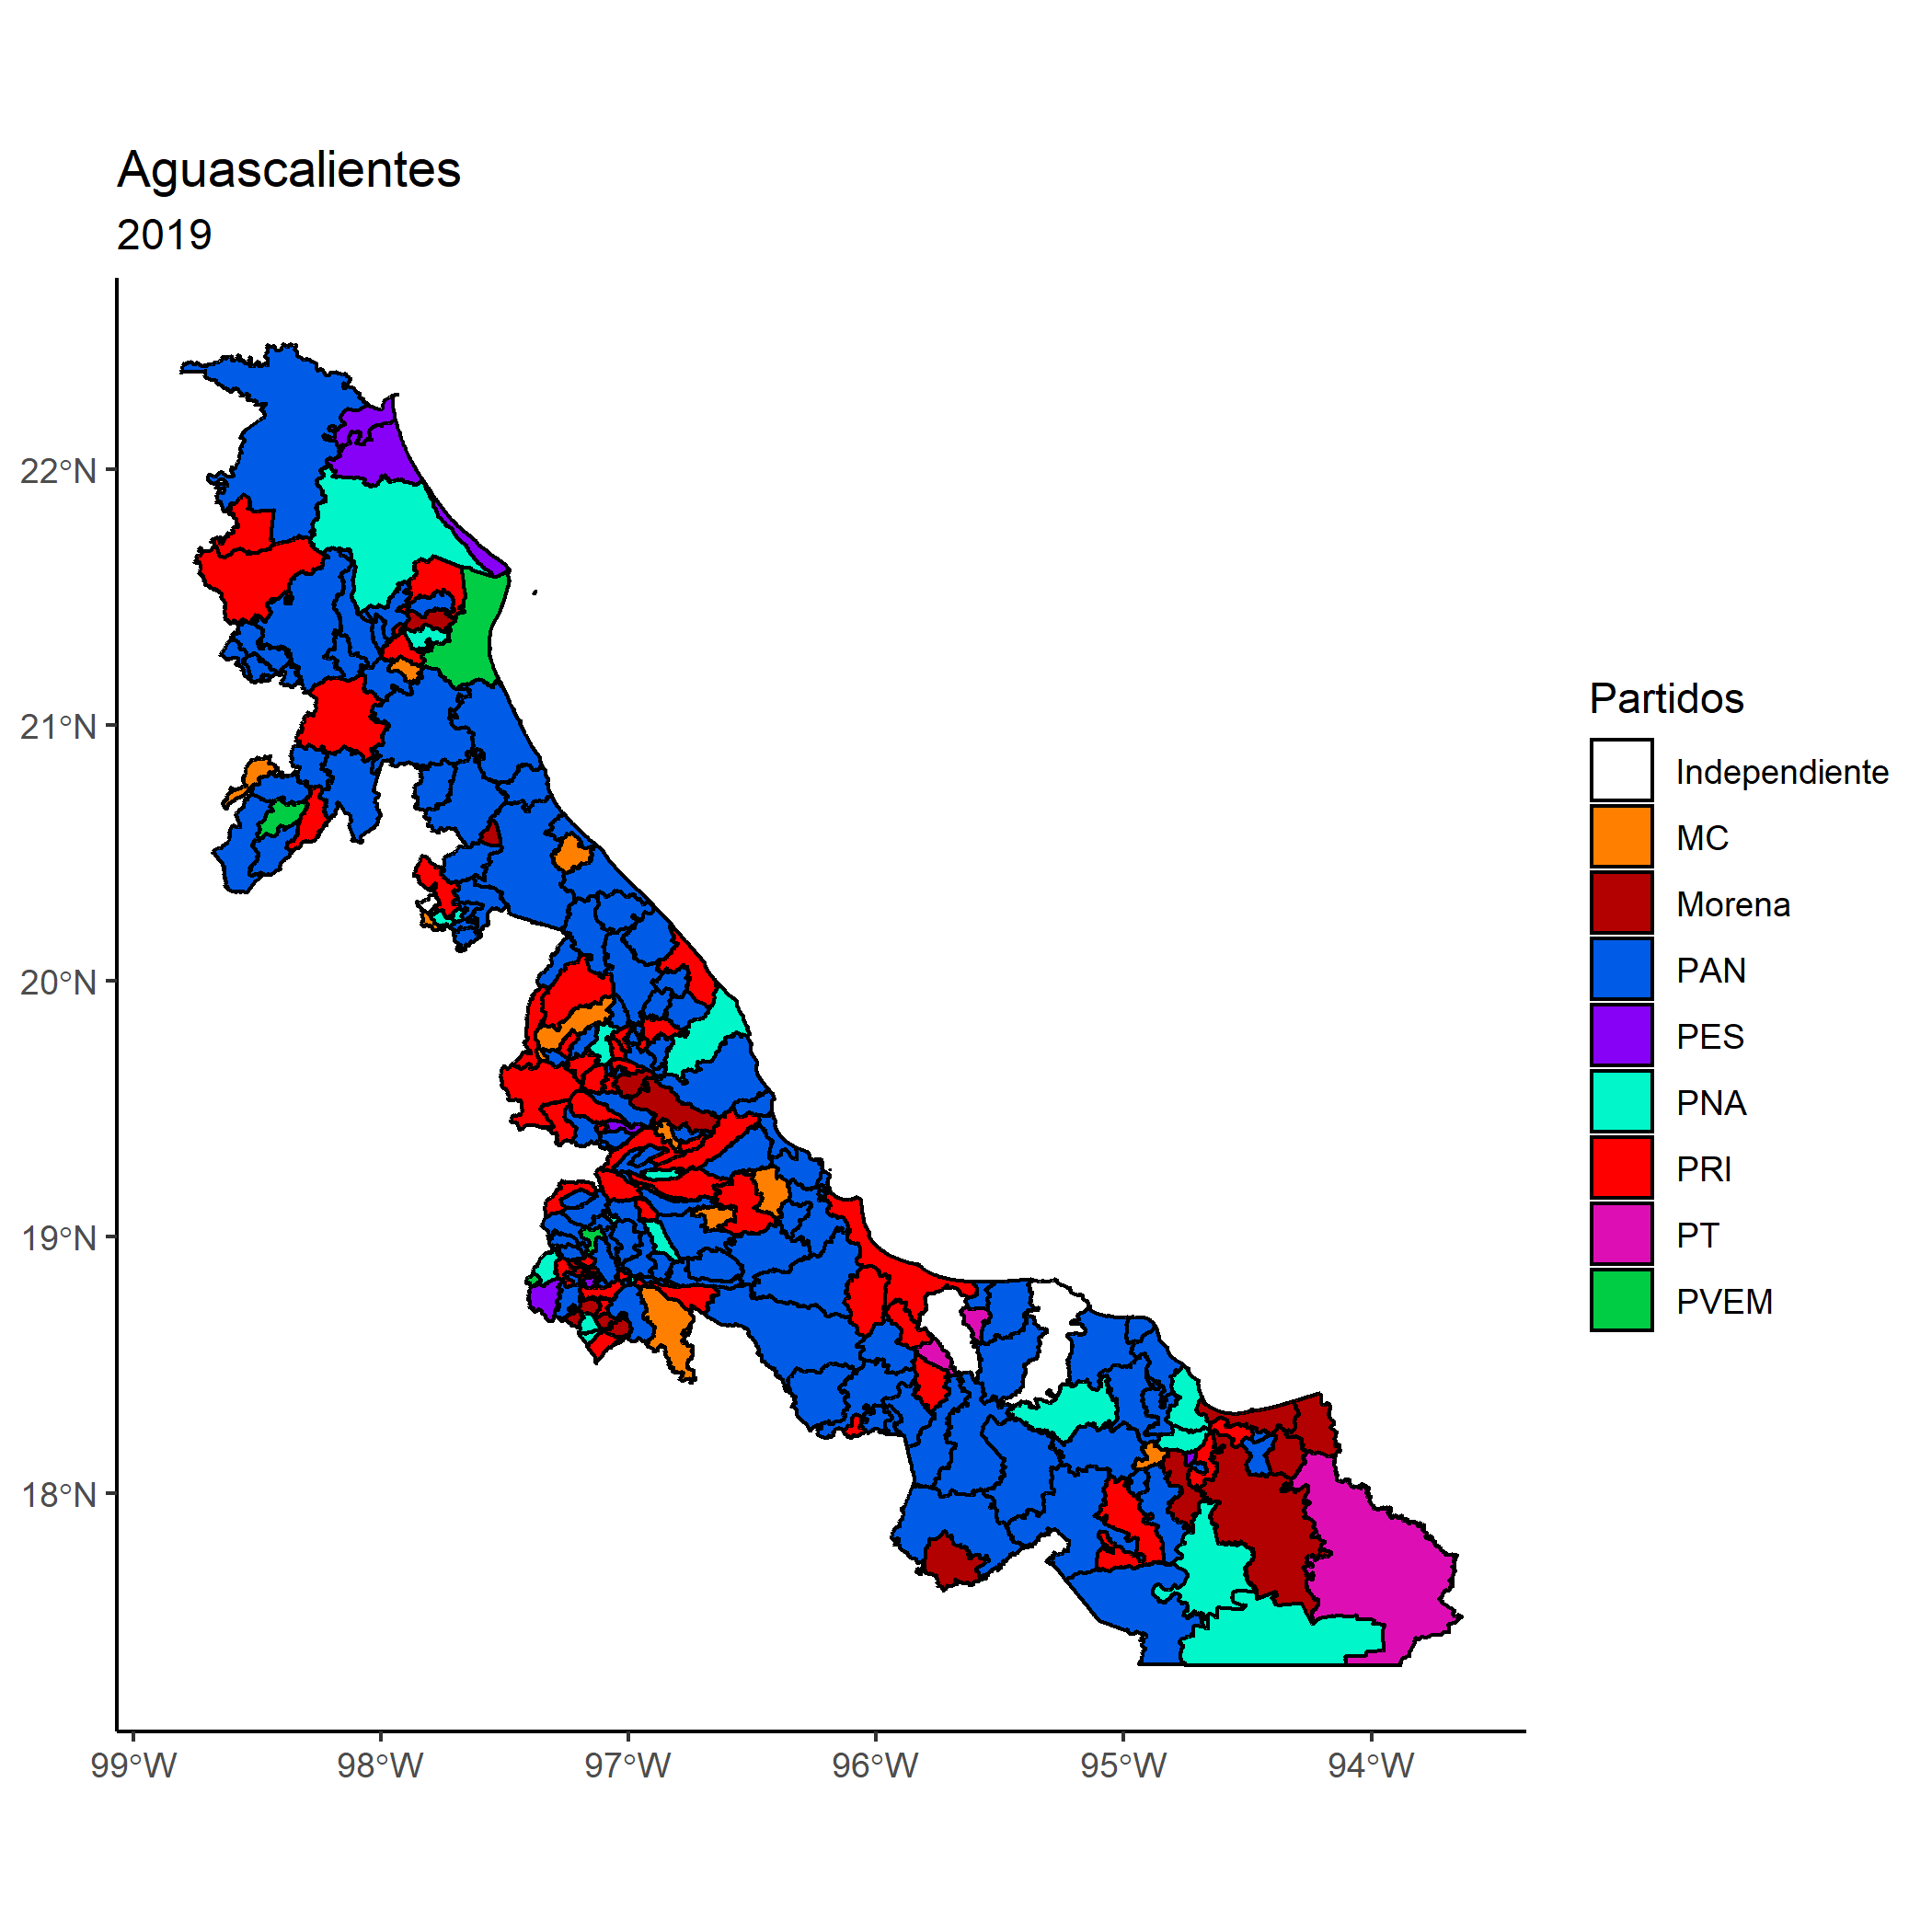 Aguascalientes
2019
22°N
21°N
20°N
19°N
18°N
99°W 98°W 97°W 96°W 95°W 94°W
Partidos
Independiente
MC
Morena
PAN
PES
PNA
PRI
PT
PVEM